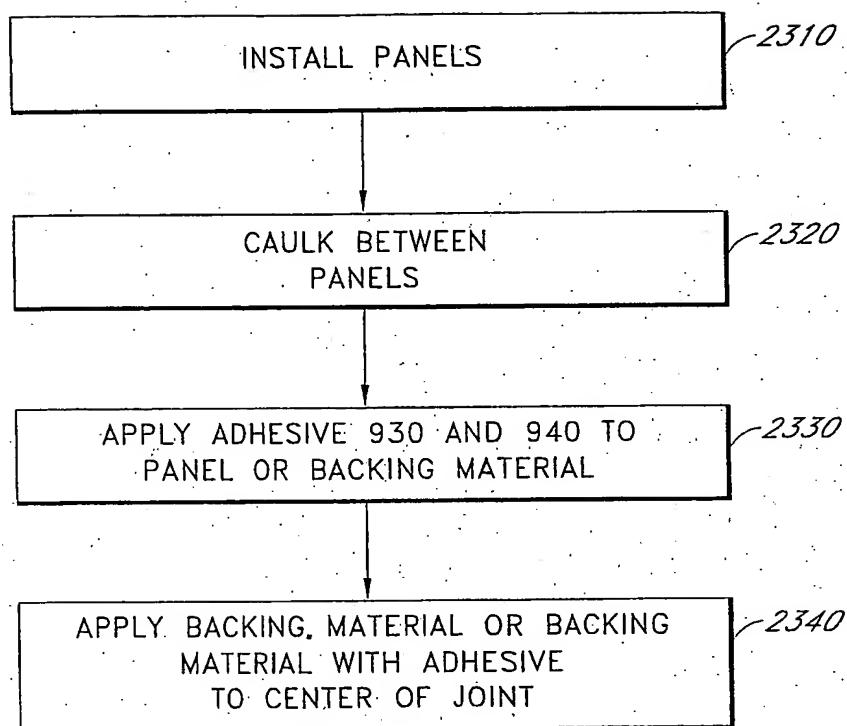 INSTALL PANELS
2310
CAULK BETWEEN
PANELS
2320
APPLY ADHESIVE 930 AND 940 TO
PANEL OR BACKING MATERIAL
2330
APPLY BACKING. MATERIAL OR BACKING
MATERIAL WITH ADHESIVE
TO CENTER OF JOINT
2340